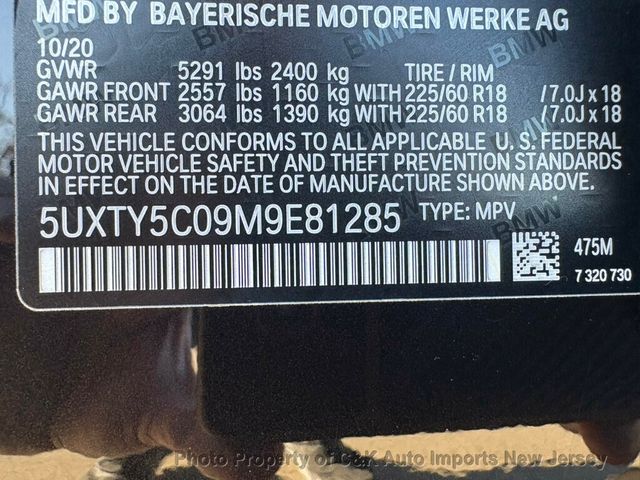 MFD BY BAYERISCHE MOTOREN WERKE AG
10/20
GVWR 5291 lbs 2400 kg TIRE / RIM
GAWR FRONT 2557 lbs 1160 kg WITH 225/60 R18 /7.0J x 18
GAWR REAR 3064 lbs 1390 kg WITH 225/60 R18 /7.0J x 18
THIS VEHICLE CONFORMS TO ALL APPLICABLE U. S. FEDERAL
MOTOR VEHICLE SAFETY AND THEFT PREVENTION STANDARDS
IN EFFECT ON THE DATE OF MANUFACTURE SHOWN ABOVE.
5UXTY5C09M9E81285 TYPE: MPV
475M
7 320 730
BMW
BMW
BMW
BMW
Photo Property of C&K Auto Imports New Jersey